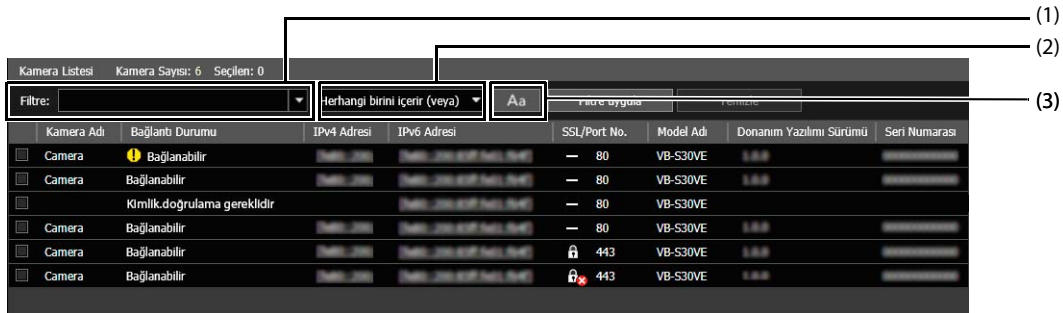 (1)
(2)
Kamera Listesi Kamera Sayısı: 6 Seçilen: 0
Filtre: Herhangi birini içerir (veya) Aa Filtre uygula Temizle (3)
Kamera Adı Bağlantı Durumu IPv4 Adresi IPv6 Adresi SSL/Port No. Model Adı Donanım Yazılımı Sürümü Seri Numarası
Camera Bağlanabilir — 80 VB-S30VE
Camera Bağlanabilir — 80 VB-S30VE
Kimlik.doğrulama gereklidir — 80 VB-S30VE
Camera Bağlanabilir — 80 VB-S30VE
Camera Bağlanabilir 443 VB-S30VE
Camera Bağlanabilir 443 VB-S30VE